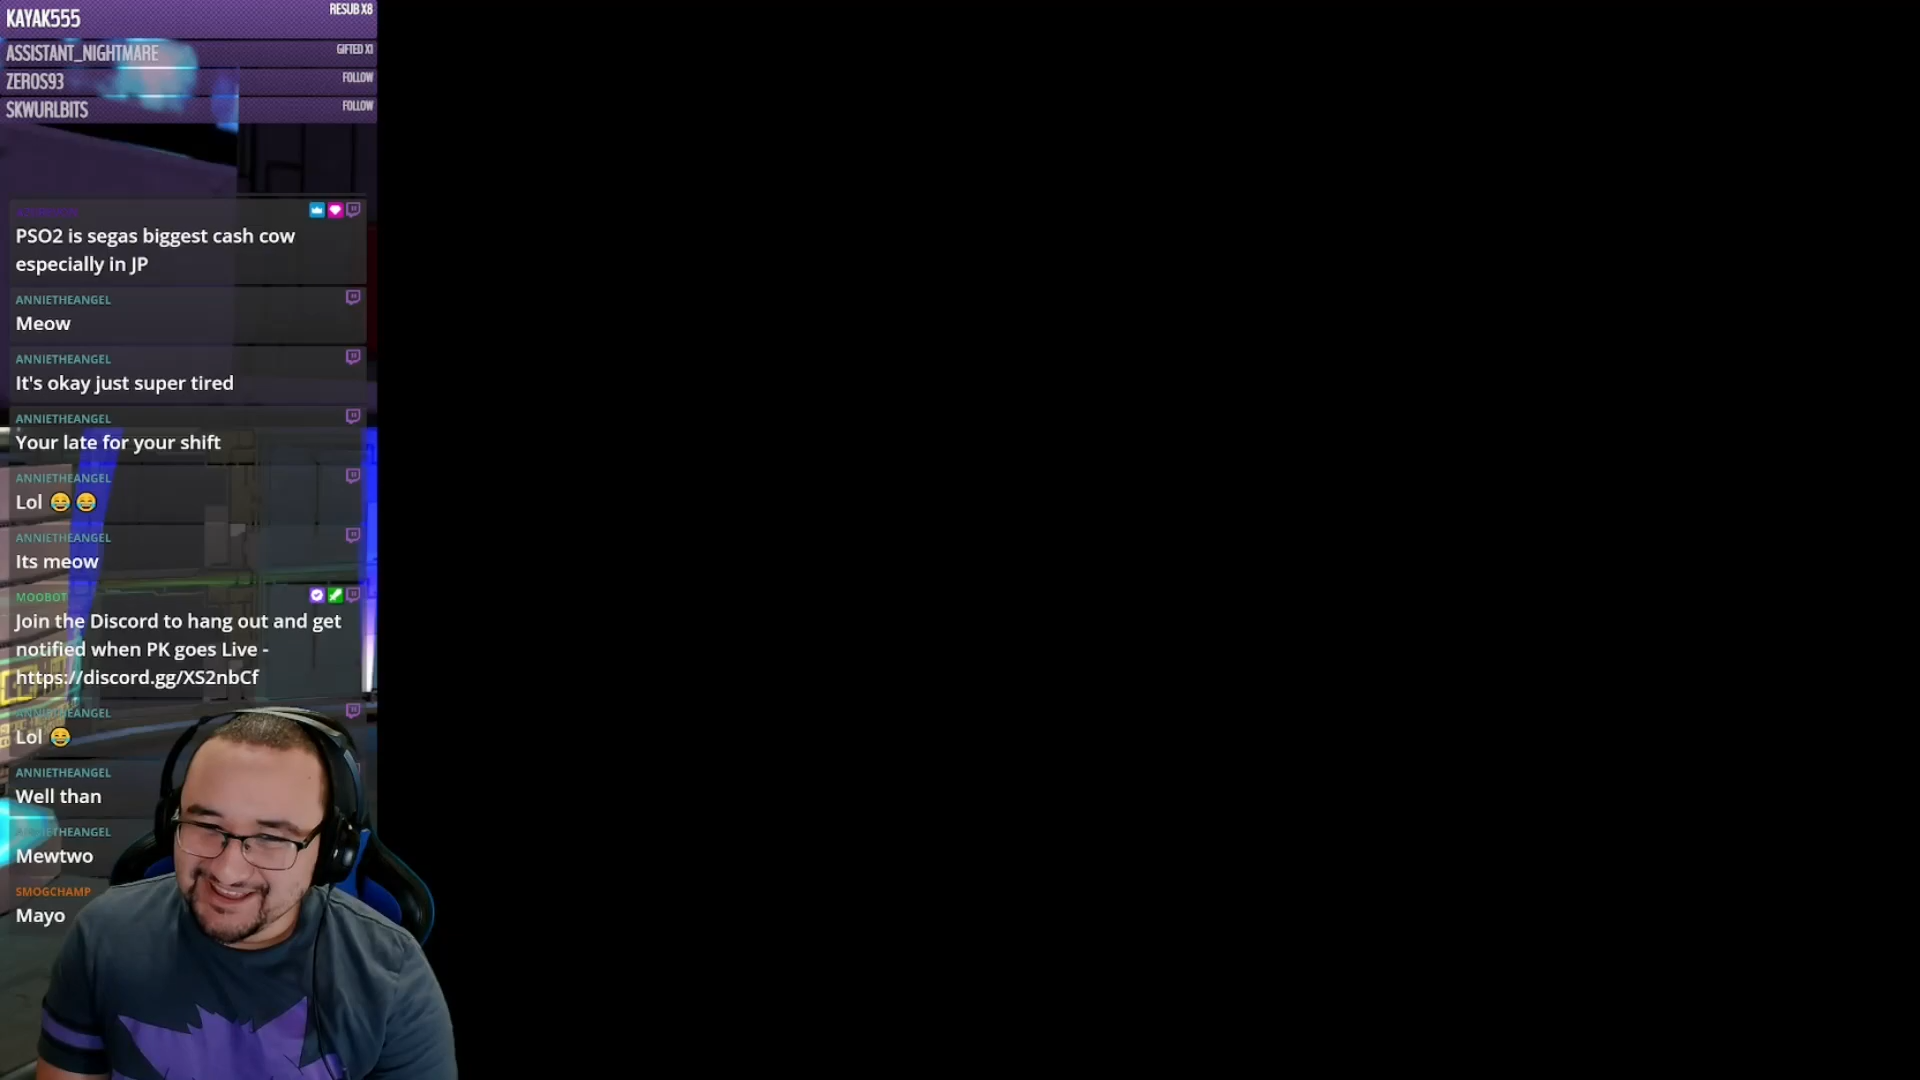 KAYAK555 RESUB X8
ASSISTANT_NIGHTMARE GIFTED X1
ZEROS93 FOLLOW
SKWURLBITS FOLLOW
PSO2 is segas biggest cash cow
especially in JP
ANNIETHEANGEL
Meow
ANNIETHEANGEL
It's okay just super tired
ANNIETHEANGEL
Your late for your shift
ANNIETHEANGEL
Lol 😂 😂
ANNIETHEANGEL
Its meow
MOOBOT
Join the Discord to hang out and get
notified when PK goes Live -
https://discord.gg/XS2nbCf
ANNIETHEANGEL
Lol 😂
ANNIETHEANGEL
Well than
ANNIETHEANGEL
Mewtwo
SMOGCHAMP
Mayo